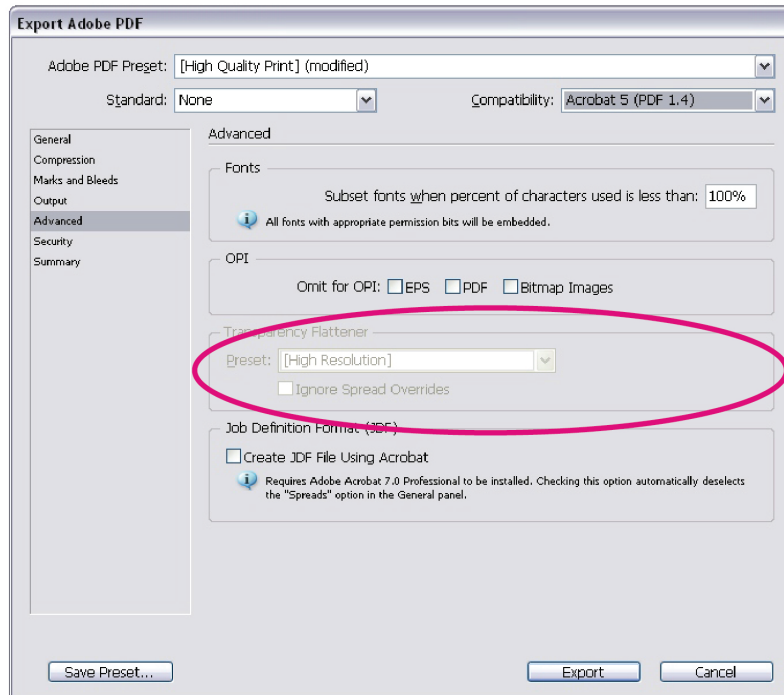 Export Adobe PDF
Adobe PDF Preset: [High Quality Print] (modified)
Standard: None Compatibility: Acrobat 5 (PDF 1.4)
General
Compression
Marks and Bleeds
Output
Advanced
Security
Summary
Advanced
Fonts
Subset fonts when percent of characters used is less than: 100%
All fonts with appropriate permission bits will be embedded.
OPI
Omit for OPI: EPS PDF Bitmap Images
Transparency Flattener
Preset: [High Resolution]
Ignore Spread Overrides
Job Definition Format (JDF)
Create JDF File Using Acrobat
Requires Adobe Acrobat 7.0 Professional to be installed. Checking this option automatically deselects
the "Spreads" option in the General panel.
Save Preset... Export Cancel